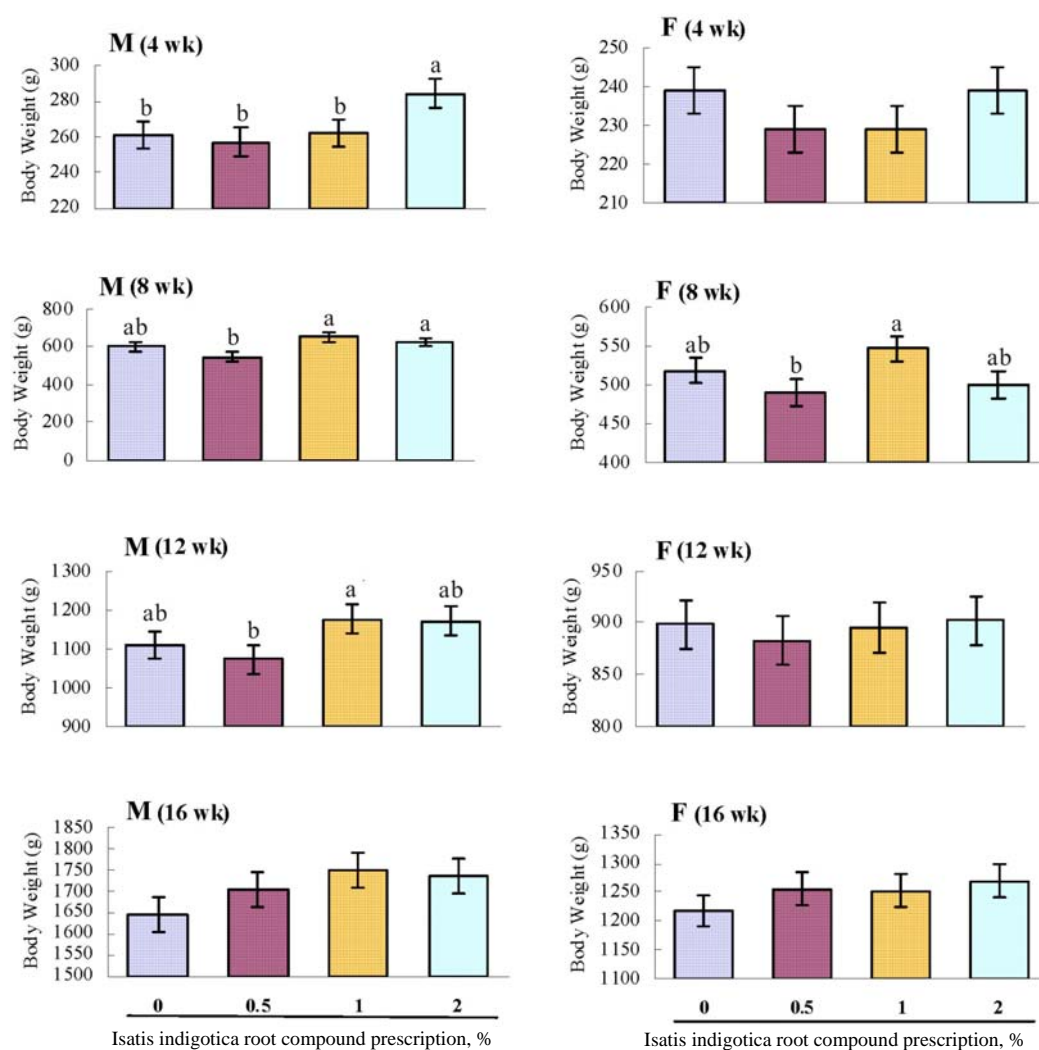 M (4 wk)
Body Weight (g)
300
280
260
240
220
b
b
b
a
F (4 wk)
Body Weight (g)
250
240
230
220
210
M (8 wk)
Body Weight (g)
800
600
400
200
0
ab
b
a
a
F (8 wk)
Body Weight (g)
600
550
500
450
400
ab
b
a
ab
M (12 wk)
Body Weight (g)
1300
1200
1100
1000
900
ab
b
a
ab
F (12 wk)
Body Weight (g)
950
900
850
800
M (16 wk)
Body Weight (g)
1850
1800
1750
1700
1650
1600
1550
1500
0 0.5 1 2
Isatis indigotica root compound prescription, %
F (16 wk)
Body Weight (g)
1350
1300
1250
1200
1150
1100
0 0.5 1 2
Isatis indigotica root compound prescription, %